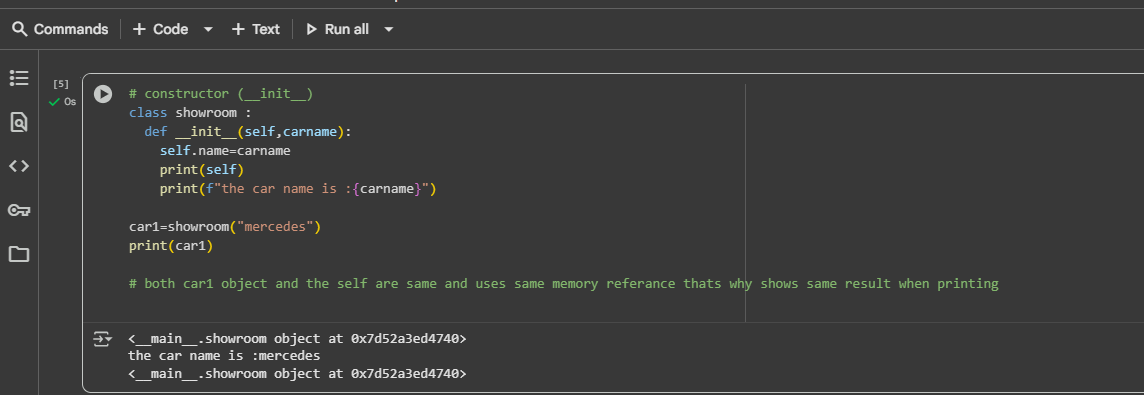 Commands + Code + Text Run all
[5]
0s
# constructor (__init__)
class showroom :
  def __init__(self,carname):
    self.name=carname
    print(self)
    print(f"the car name is :{carname}")
car1=showroom("mercedes")
print(car1)
# both car1 object and the self are same and uses same memory referance thats why shows same result when printing
<__main__.showroom object at 0x7d52a3ed4740>
the car name is :mercedes
<__main__.showroom object at 0x7d52a3ed4740>